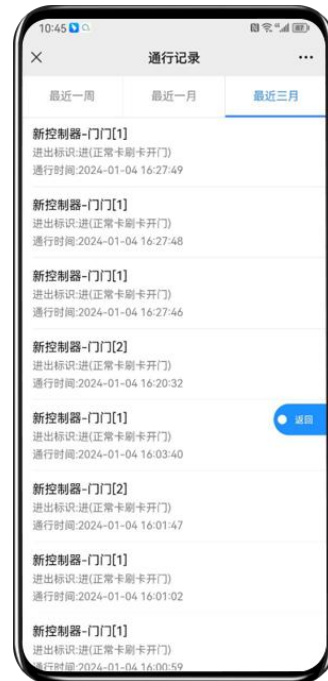 10:45
通行记录
最近一周 最近一月 最近三月
新控制器-门门[1]
进出标识:进(正常卡刷卡开门)
通行时间:2024-01-04 16:27:49
新控制器-门门[1]
进出标识:进(正常卡刷卡开门)
通行时间:2024-01-04 16:27:48
新控制器-门门[1]
进出标识:进(正常卡刷卡开门)
通行时间:2024-01-04 16:27:46
新控制器-门门[2]
进出标识:进(正常卡刷卡开门)
通行时间:2024-01-04 16:20:32
新控制器-门门[1]
返回
进出标识:进(正常卡刷卡开门)
通行时间:2024-01-04 16:03:40
新控制器-门门[2]
进出标识:进(正常卡刷卡开门)
通行时间:2024-01-04 16:01:47
新控制器-门门[1]
进出标识:进(正常卡刷卡开门)
通行时间:2024-01-04 16:01:02
新控制器-门门[1]
进出标识:进(正常卡刷卡开门)
通行时间:2024-01-04 16:00:59